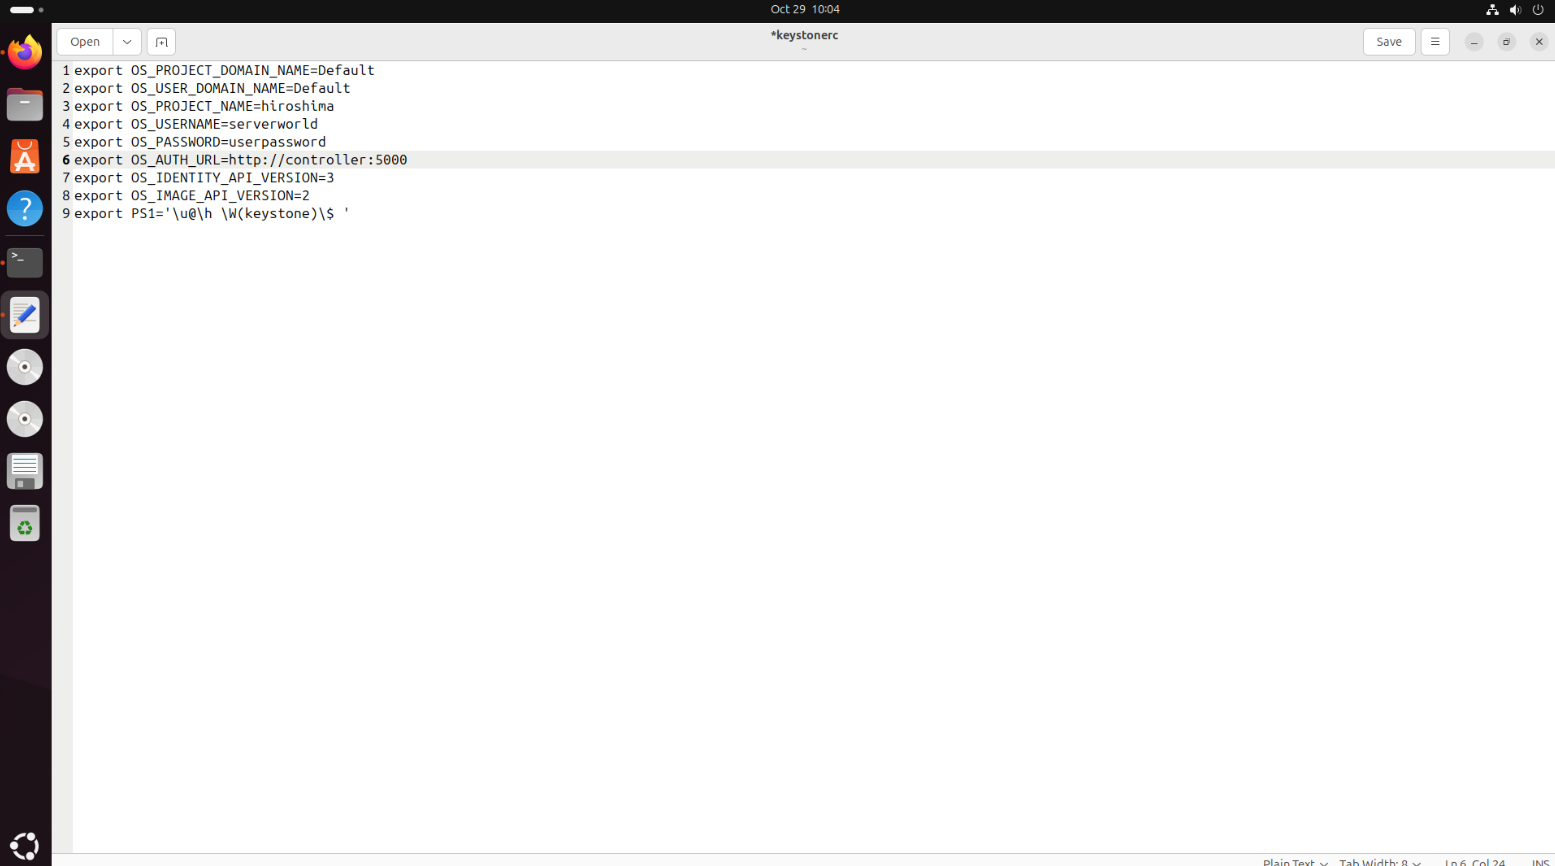 Oct 29 10:04
Open
*keystonerc
~
Save
1 export OS_PROJECT_DOMAIN_NAME=Default
2 export OS_USER_DOMAIN_NAME=Default
3 export OS_PROJECT_NAME=hiroshima
4 export OS_USERNAME=serverworld
5 export OS_PASSWORD=userpassword
6 export OS_AUTH_URL=http://controller:5000
7 export OS_IDENTITY_API_VERSION=3
8 export OS_IMAGE_API_VERSION=2
9 export PS1='\u@\h \W(keystone)\$ '
Plain Text Tab Width: 8 Ln 6, Col 24 INS